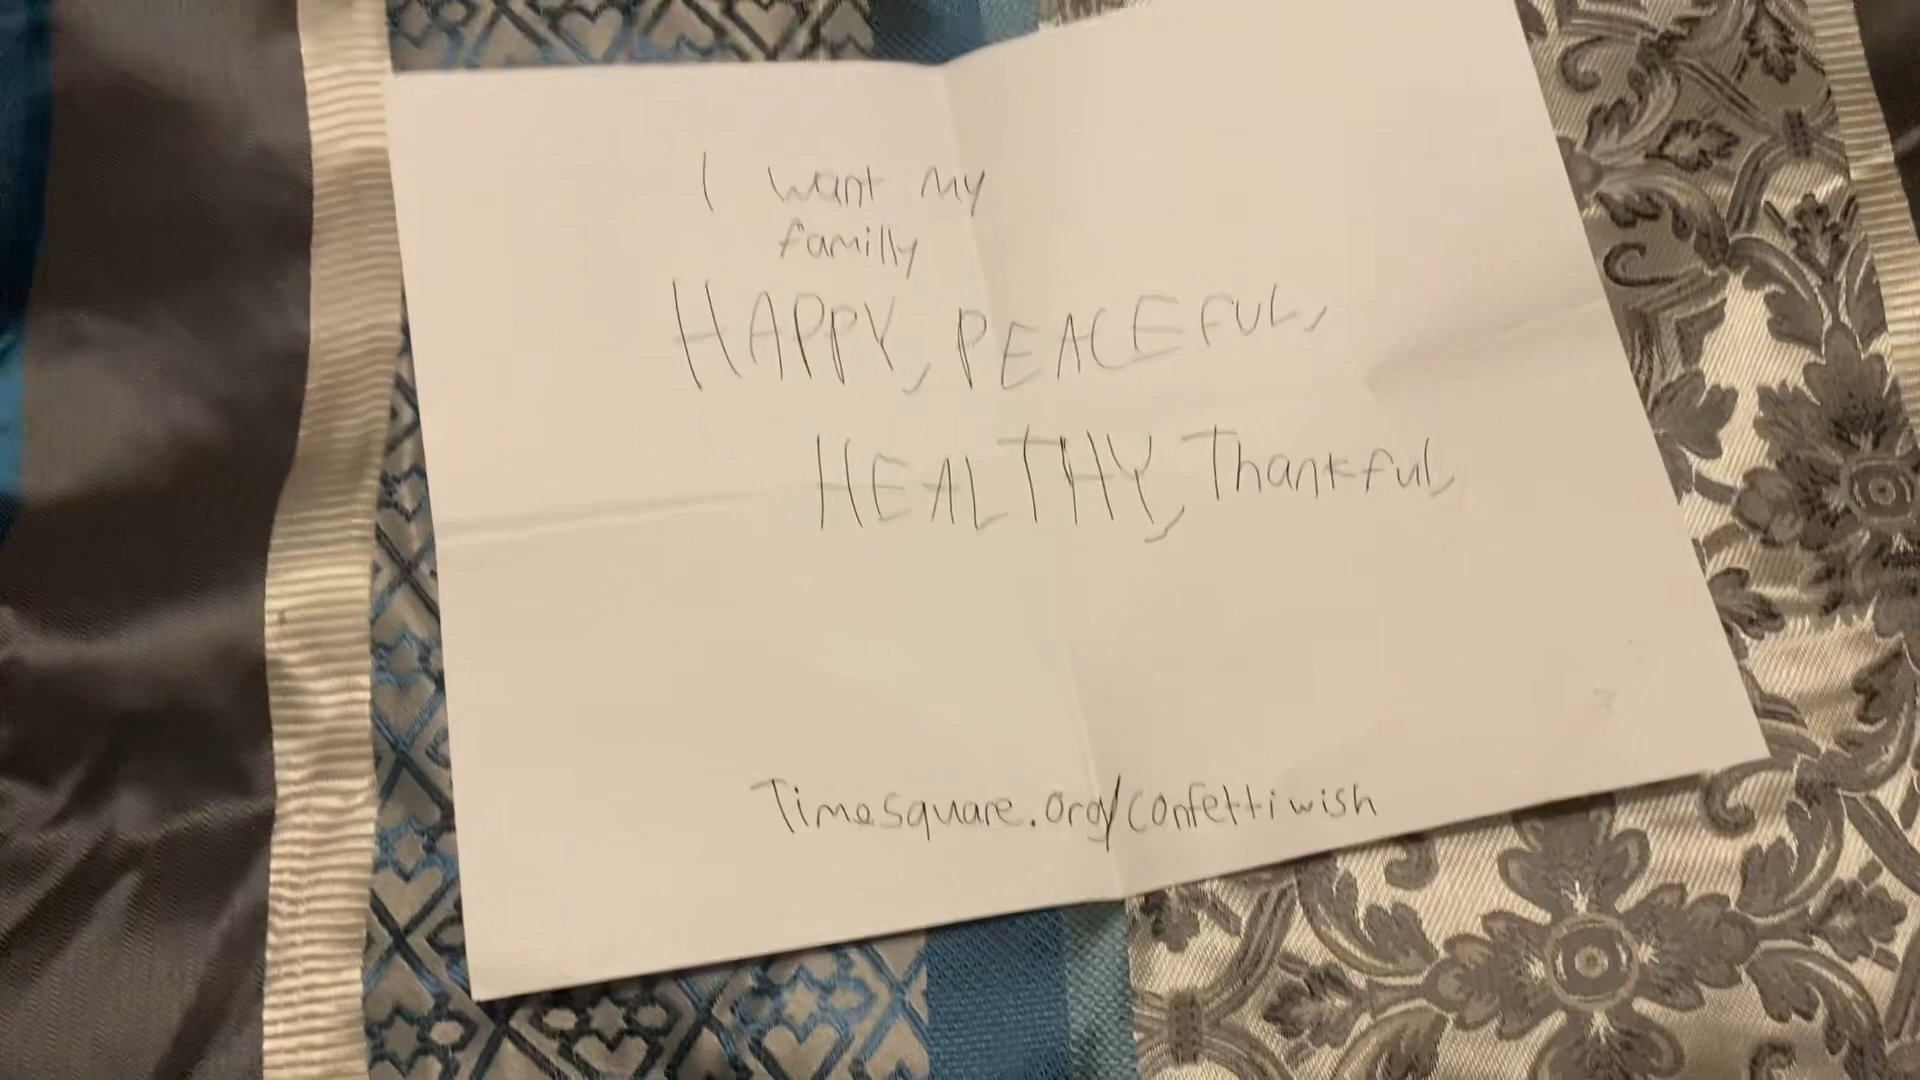 I want my
familly
HAPPY, PEACEFUL,
HEALTHY, Thankful,
Timesquare.org/confettiwish